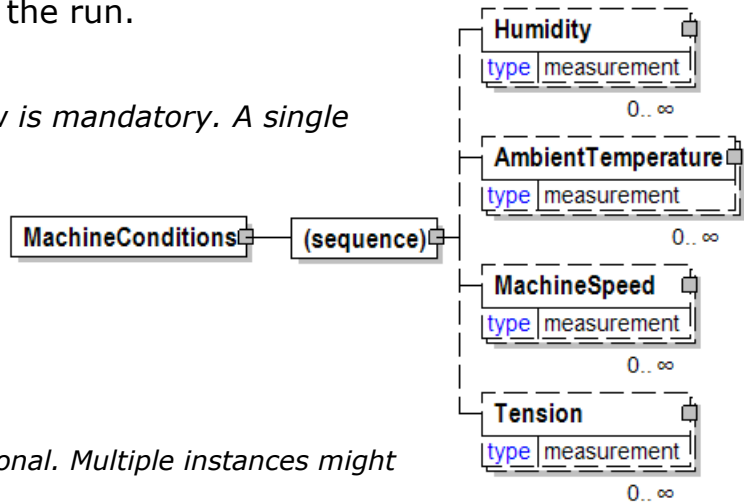 the run.
is mandatory. A single
MachineConditions
(sequence)
Humidity
type measurement
0.. ∞
AmbientTemperature
type measurement
0.. ∞
MachineSpeed
type measurement
0.. ∞
Tension
type measurement
0.. ∞
onal. Multiple instances might